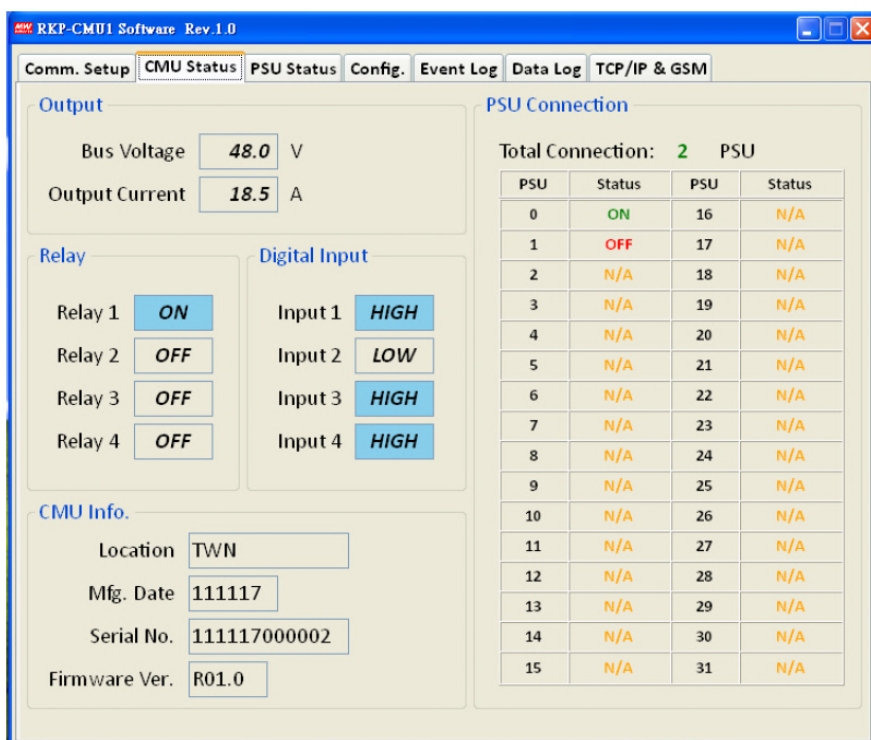 MW RKP-CMU1 Software Rev.1.0
Comm. Setup CMU Status PSU Status Config. Event Log Data Log TCP/IP & GSM
Output
Bus Voltage 48.0 V
Output Current 18.5 A
Relay
Relay 1 ON
Relay 2 OFF
Relay 3 OFF
Relay 4 OFF
Digital Input
Input 1 HIGH
Input 2 LOW
Input 3 HIGH
Input 4 HIGH
CMU Info.
Location TWN
Mfg. Date 111117
Serial No. 111117000002
Firmware Ver. R01.0
PSU Connection
Total Connection: 2 PSU
PSU Status PSU Status
0 ON 16 N/A
1 OFF 17 N/A
2 N/A 18 N/A
3 N/A 19 N/A
4 N/A 20 N/A
5 N/A 21 N/A
6 N/A 22 N/A
7 N/A 23 N/A
8 N/A 24 N/A
9 N/A 25 N/A
10 N/A 26 N/A
11 N/A 27 N/A
12 N/A 28 N/A
13 N/A 29 N/A
14 N/A 30 N/A
15 N/A 31 N/A